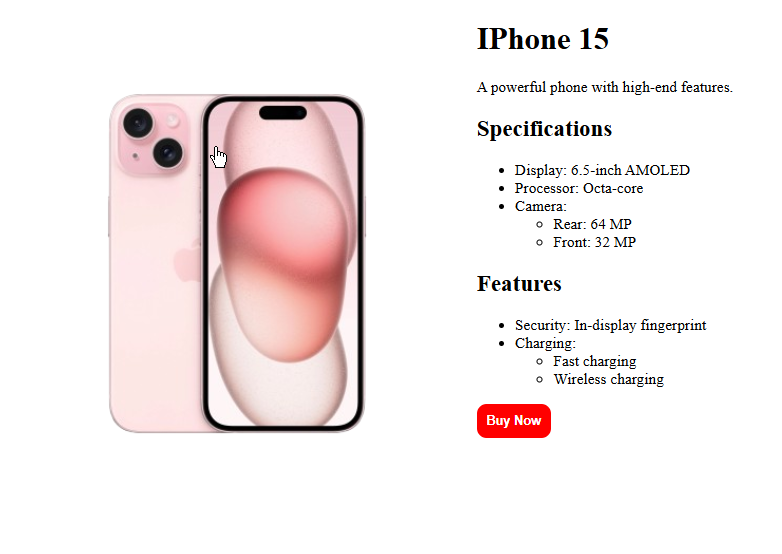 IPhone 15
A powerful phone with high-end features.
Specifications
Display: 6.5-inch AMOLED
Processor: Octa-core
Camera:
Rear: 64 MP
Front: 32 MP
Features
Security: In-display fingerprint
Charging:
Fast charging
Wireless charging
Buy Now